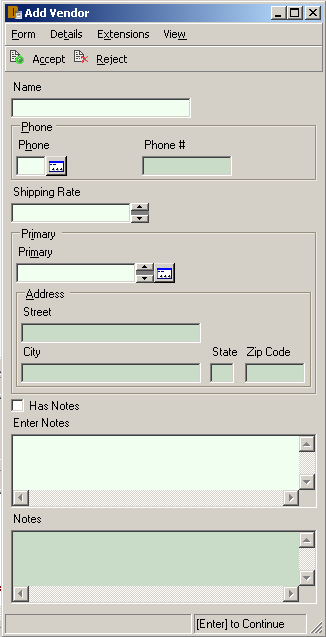 Add Vendor
Form Details Extensions View
Accept Reject
Name
Phone
Phone Phone #
Shipping Rate
Primary
Primary
Address
Street
City State Zip Code
Has Notes
Enter Notes
Notes
[Enter] to Continue